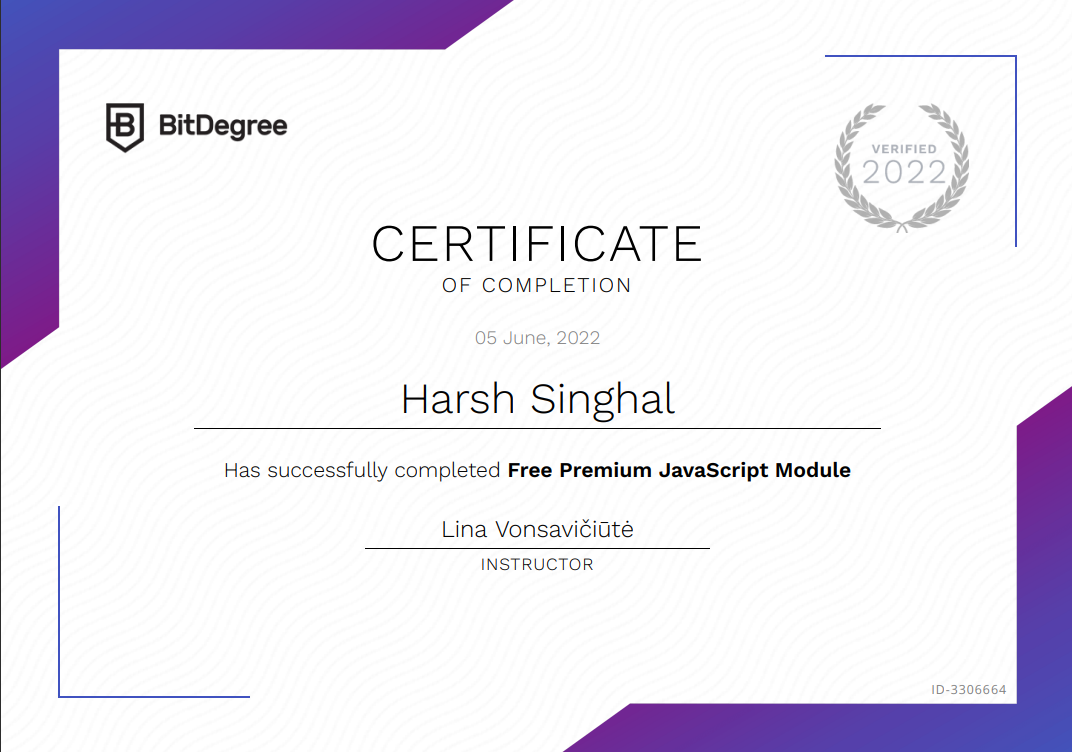 BitDegree
VERIFIED
2022
CERTIFICATE
OF COMPLETION
05 June, 2022
Harsh Singhal
Has successfully completed Free Premium JavaScript Module
Lina Vonsavičiūtė
INSTRUCTOR
ID-3306664